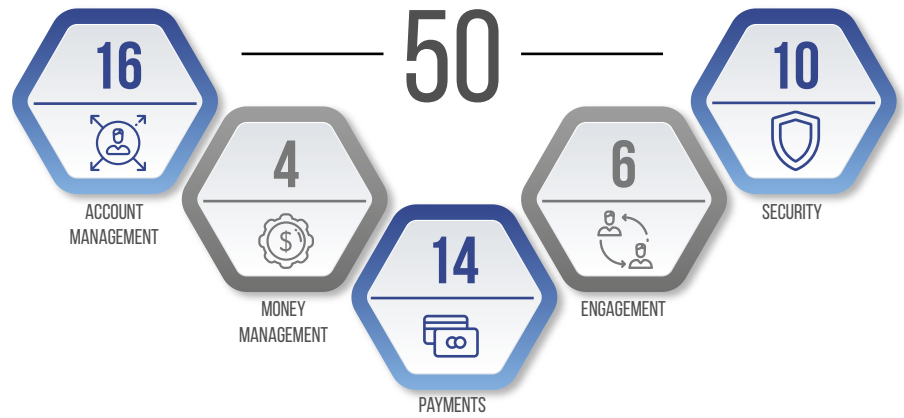 50
16
ACCOUNT
MANAGEMENT
4
$
MONEY
MANAGEMENT
14
PAYMENTS
6
ENGAGEMENT
10
SECURITY